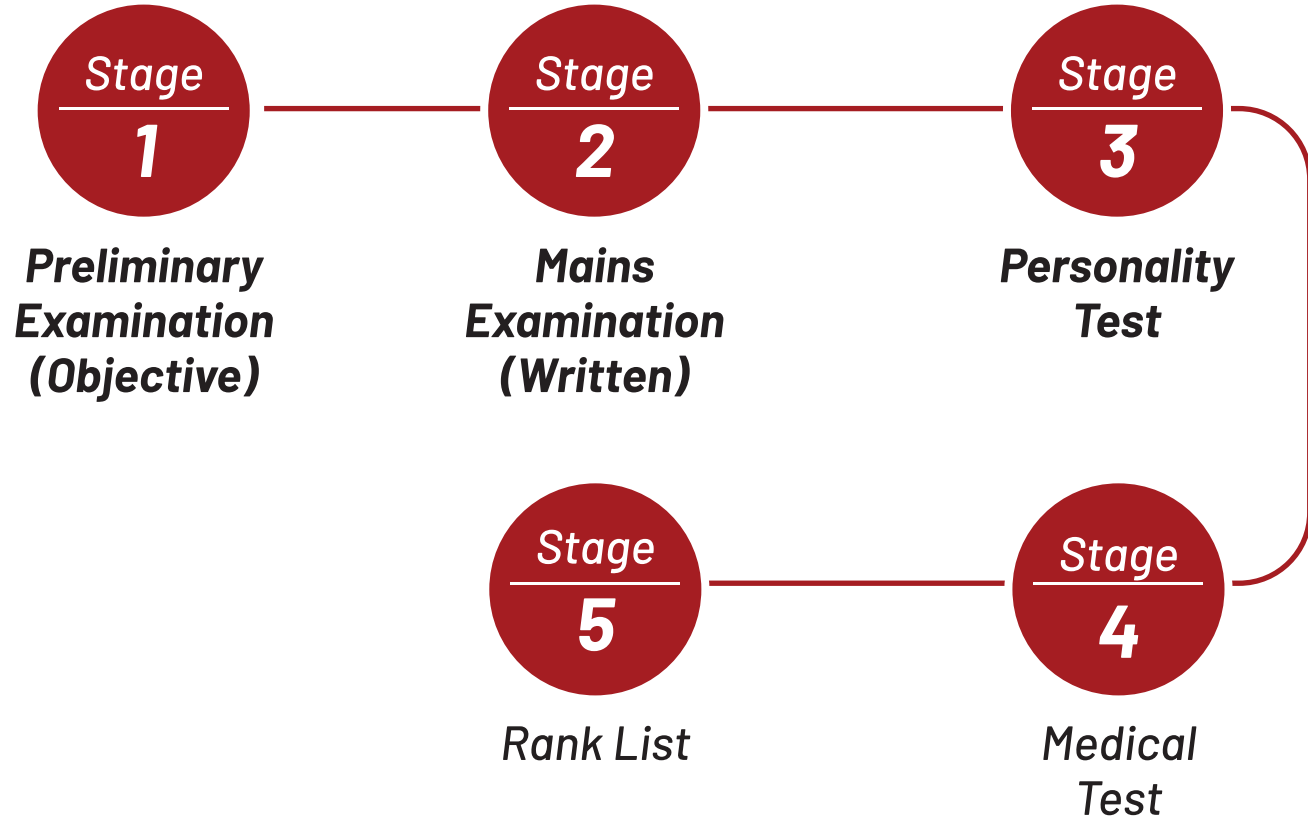 Stage
1
Preliminary
Examination
(Objective)
Stage
2
Mains
Examination
(Written)
Stage
3
Personality
Test
Stage
4
Medical
Test
Stage
5
Rank List